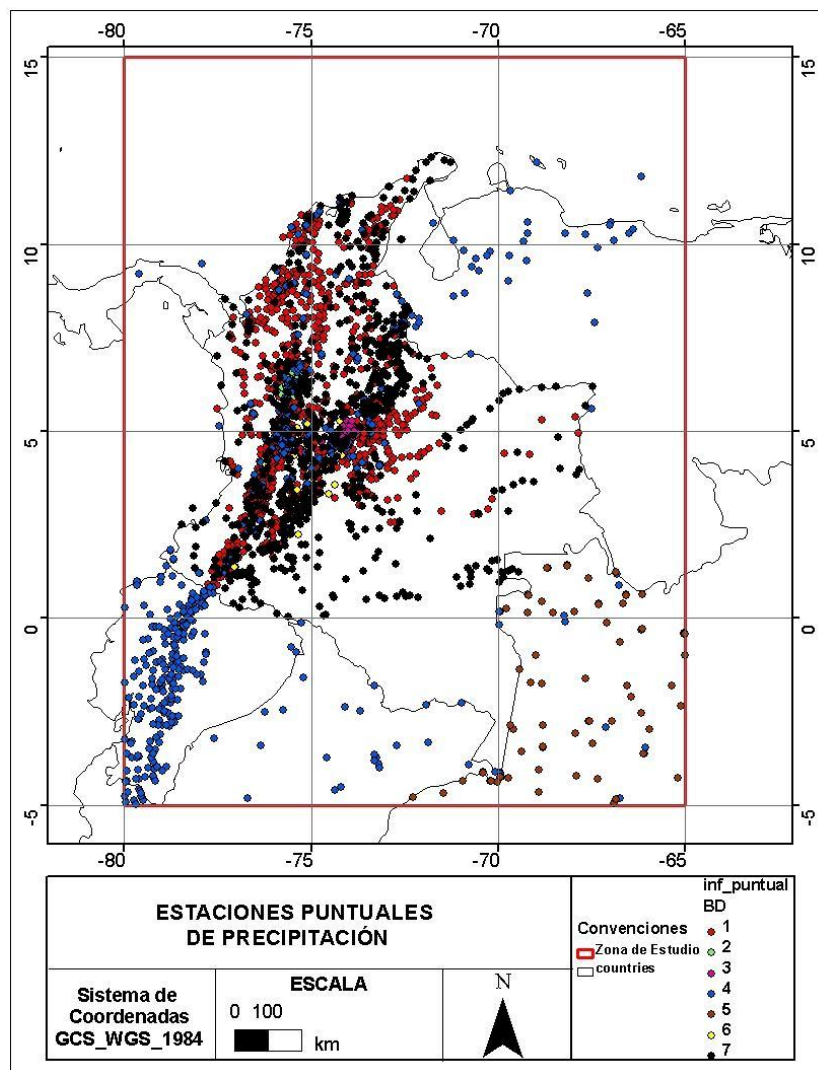 -80 -75 -70 -65
15 15
10 10
5 5
0 0
-5 -5
-80 -75 -70 -65
ESTACIONES PUNTUALES
DE PRECIPITACIÓN
Sistema de
Coordenadas
GCS_WGS_1984
ESCALA
0 100
km
N
Convenciones
Zona de Estudio
countries
inf_puntual
BD
1
2
3
4
5
6
7